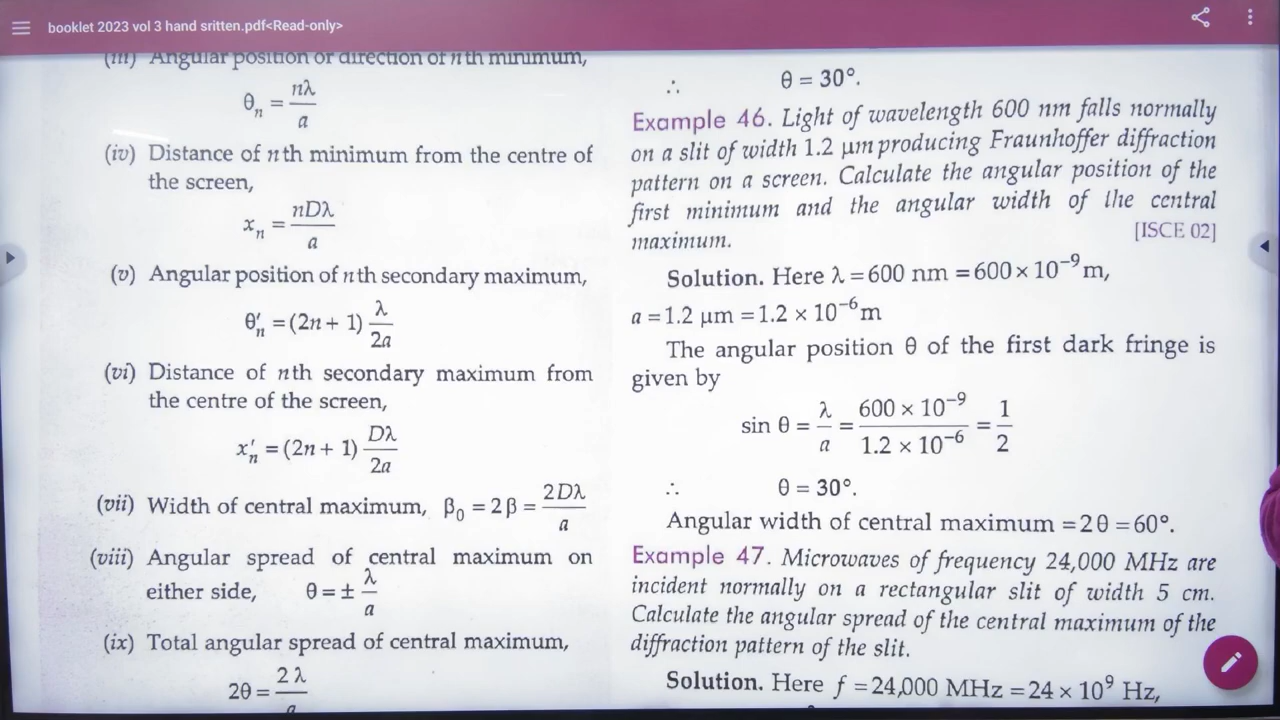 booklet 2023 vol 3 hand sritten.pdf<Read-only>
(iii) Angular position or direction of nth minimum,
θn = nλ/a
(iv) Distance of nth minimum from the centre of
the screen,
xn = nDλ/a
(v) Angular position of nth secondary maximum,
θ′n = (2n + 1) λ/2a
(vi) Distance of nth secondary maximum from
the centre of the screen,
x′n = (2n + 1) Dλ/2a
(vii) Width of central maximum, β0 = 2β = 2Dλ/a
(viii) Angular spread of central maximum on
either side, θ = ± λ/a
(ix) Total angular spread of central maximum,
2θ = 2λ/a
∴ θ = 30°.
Example 46. Light of wavelength 600 nm falls normally
on a slit of width 1.2 μm producing Fraunhoffer diffraction
pattern on a screen. Calculate the angular position of the
first minimum and the angular width of the central
maximum. [ISCE 02]
Solution. Here λ = 600 nm = 600 × 10⁻⁹ m,
a = 1.2 μm = 1.2 × 10⁻⁶ m
The angular position θ of the first dark fringe is
given by
sin θ = λ/a = 600 × 10⁻⁹/1.2 × 10⁻⁶ = 1/2
∴ θ = 30°.
Angular width of central maximum = 2θ = 60°.
Example 47. Microwaves of frequency 24,000 MHz are
incident normally on a rectangular slit of width 5 cm.
Calculate the angular spread of the central maximum of the
diffraction pattern of the slit.
Solution. Here f = 24,000 MHz = 24 × 10⁹ Hz,